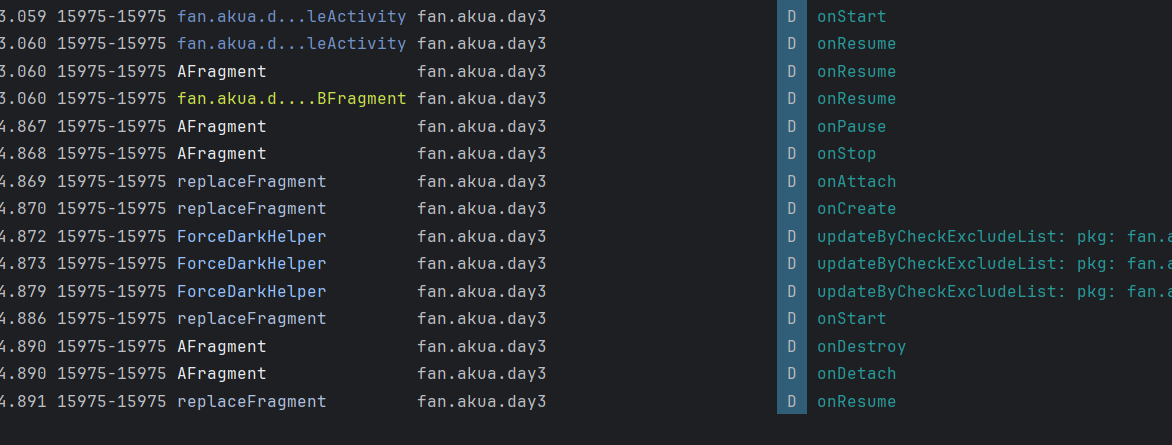 3.059 15975-15975 fan.akua.d...leActivity fan.akua.day3 D onStart
3.060 15975-15975 fan.akua.d...leActivity fan.akua.day3 D onResume
3.060 15975-15975 AFragment fan.akua.day3 D onResume
3.060 15975-15975 fan.akua.d....BFragment fan.akua.day3 D onResume
4.867 15975-15975 AFragment fan.akua.day3 D onPause
4.868 15975-15975 AFragment fan.akua.day3 D onStop
4.869 15975-15975 replaceFragment fan.akua.day3 D onAttach
4.870 15975-15975 replaceFragment fan.akua.day3 D onCreate
4.872 15975-15975 ForceDarkHelper fan.akua.day3 D updateByCheckExcludeList: pkg: fan.a
4.873 15975-15975 ForceDarkHelper fan.akua.day3 D updateByCheckExcludeList: pkg: fan.a
4.879 15975-15975 ForceDarkHelper fan.akua.day3 D updateByCheckExcludeList: pkg: fan.a
4.886 15975-15975 replaceFragment fan.akua.day3 D onStart
4.890 15975-15975 AFragment fan.akua.day3 D onDestroy
4.890 15975-15975 AFragment fan.akua.day3 D onDetach
4.891 15975-15975 replaceFragment fan.akua.day3 D onResume